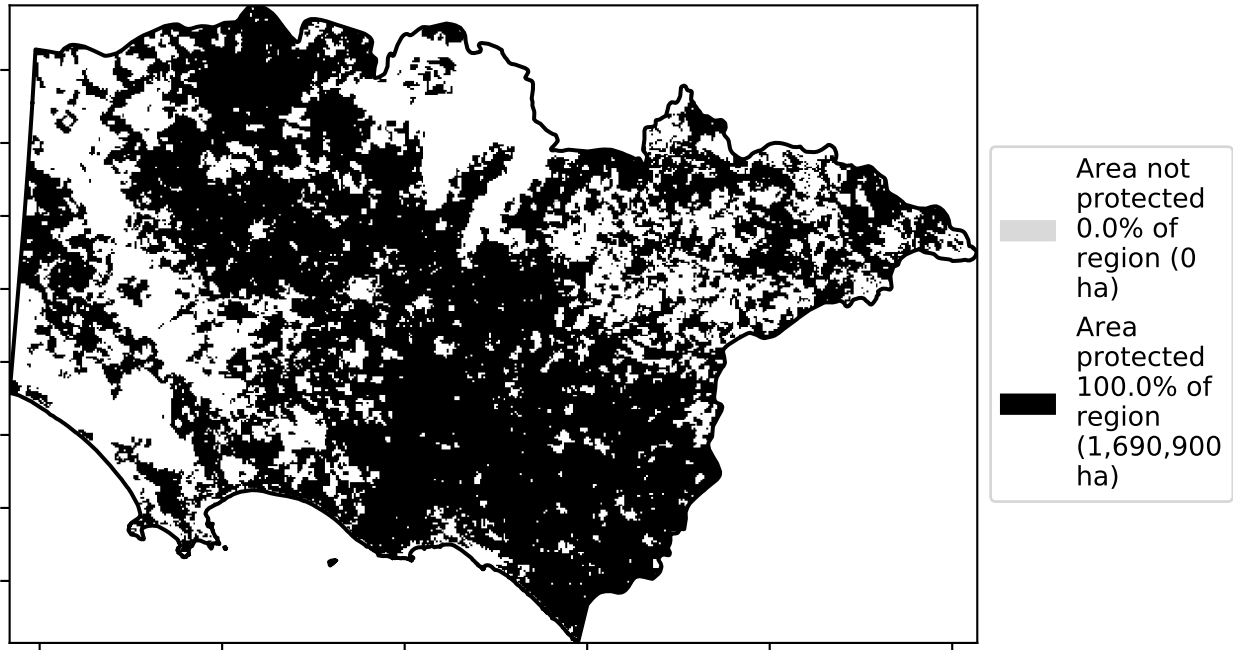 Area not
protected
0.0% of
region (0
ha)
Area
protected
100.0% of
region
(1,690,900
ha)